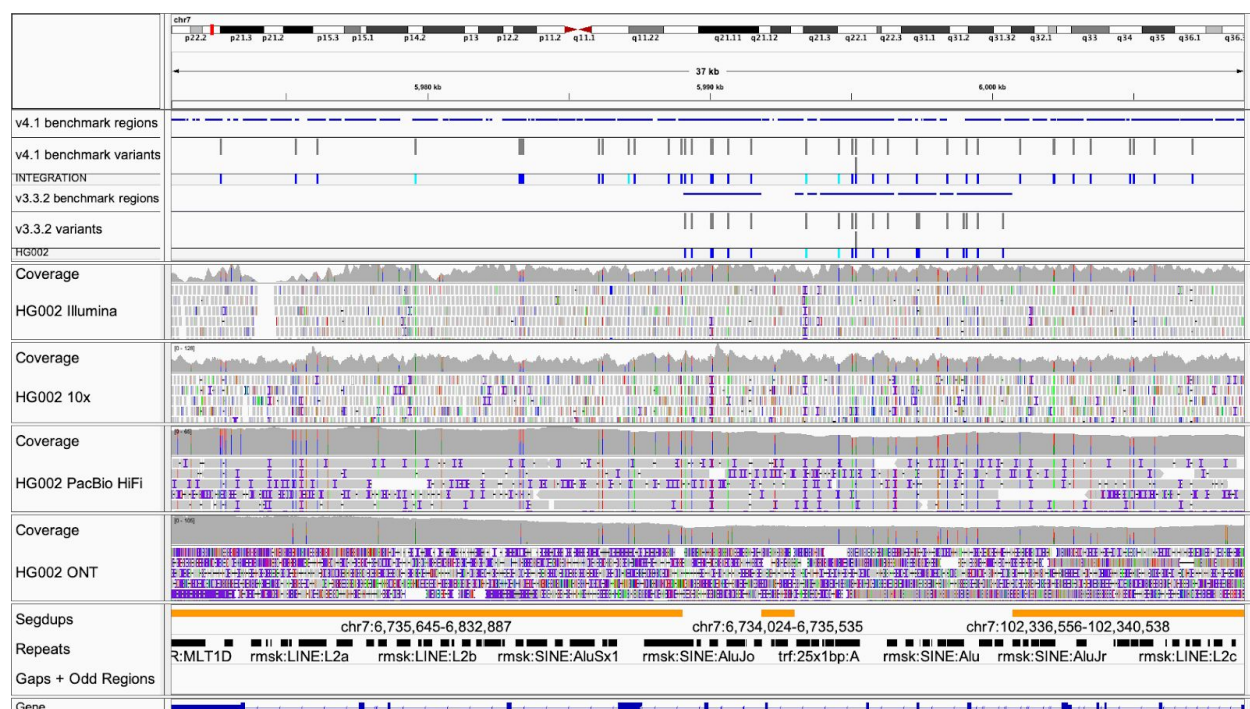 chr7
p22.2 p21.3 p21.2 p15.3 p15.1 p14.2 p13 p12.2 p11.2 q11.1 q11.22 q21.11 q21.12 q21.3 q22.1 q22.3 q31.1 q31.2 q31.32 q32.1 q33 q34 q35 q36.1 q36.3
37 kb
5,980 kb 5,990 kb 6,000 kb
v4.1 benchmark regions
v4.1 benchmark variants
INTEGRATION
v3.3.2 benchmark regions
v3.3.2 variants
HG002
Coverage
HG002 Illumina
Coverage
[0 - 128]
HG002 10x
Coverage
HG002 PacBio HiFi
Coverage
[0 - 105]
HG002 ONT
Segdups
chr7:6,735,645-6,832,887 chr7:6,734,024-6,735,535 chr7:102,336,556-102,340,538
Repeats
R:MLT1D rmsk:LINE:L2a rmsk:LINE:L2b rmsk:SINE:AluSx1 rmsk:SINE:AluJo trf:25x1bp:A rmsk:SINE:Alu rmsk:SINE:AluJr rmsk:LINE:L2c
Gaps + Odd Regions
Gene